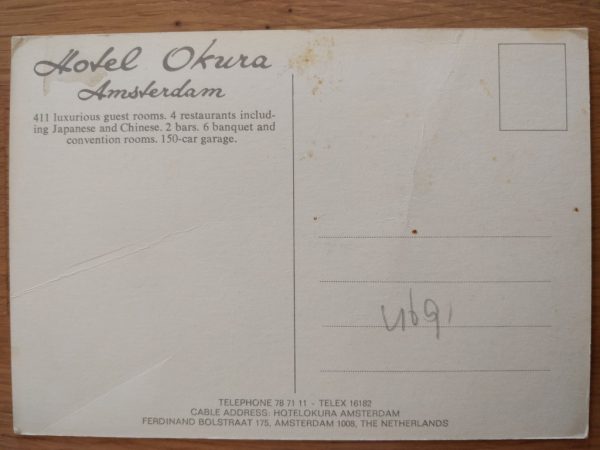 Hotel Okura
Amsterdam
411 luxurious guest rooms. 4 restaurants includ-
ing Japanese and Chinese. 2 bars. 6 banquet and
convention rooms. 150-car garage.
TELEPHONE 78 71 11 - TELEX 16182
CABLE ADDRESS: HOTELOKURA AMSTERDAM
FERDINAND BOLSTRAAT 175, AMSTERDAM 1008, THE NETHERLANDS